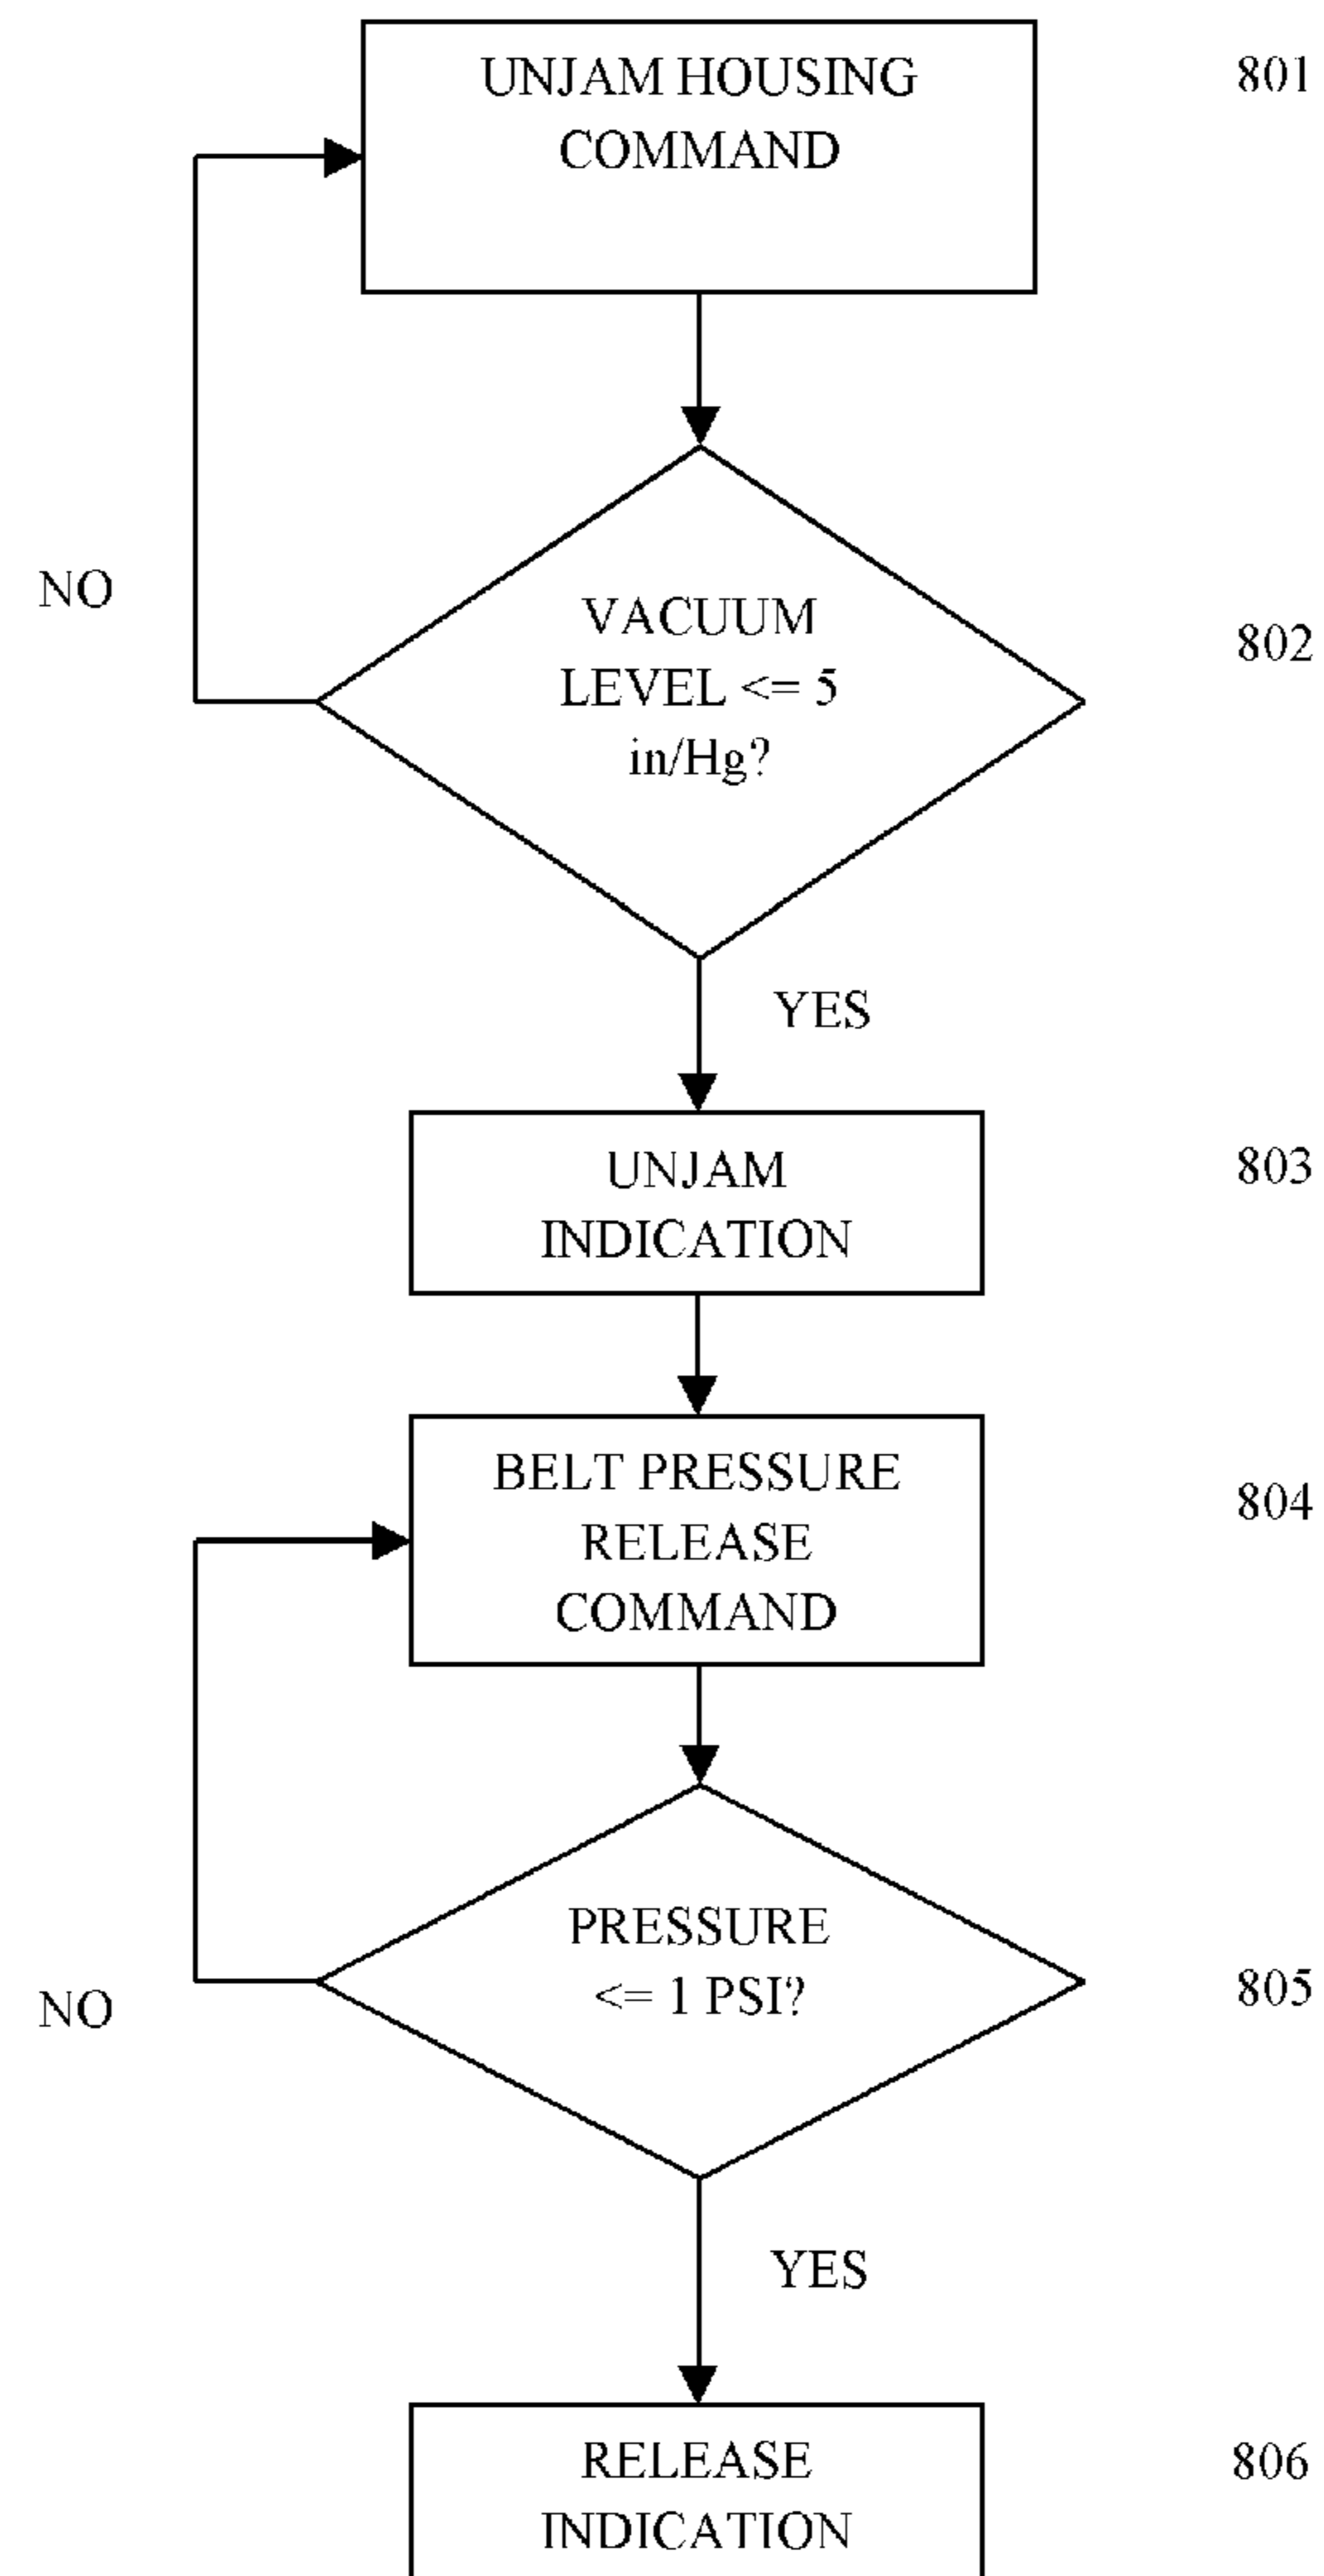 UNJAM HOUSING
COMMAND
801
NO
VACUUM
LEVEL <= 5
in/Hg?
802
YES
UNJAM
INDICATION
803
BELT PRESSURE
RELEASE
COMMAND
804
NO
PRESSURE
<= 1 PSI?
805
YES
RELEASE
INDICATION
806